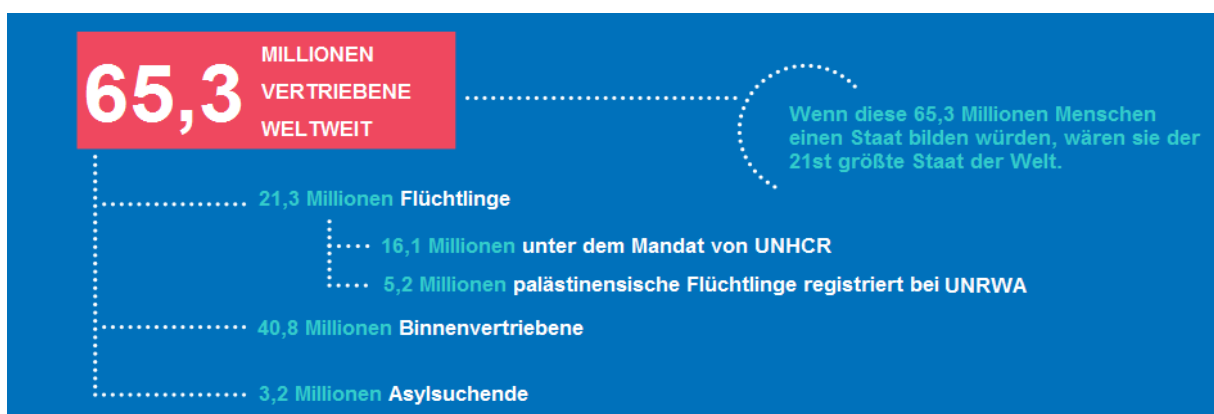 65,3
MILLIONEN
VERTRIEBENE
WELTWEIT
Wenn diese 65,3 Millionen Menschen
einen Staat bilden würden, wären sie der
21st größte Staat der Welt.
21,3 Millionen Flüchtlinge
16,1 Millionen unter dem Mandat von UNHCR
5,2 Millionen palästinensische Flüchtlinge registriert bei UNRWA
40,8 Millionen Binnenvertriebene
3,2 Millionen Asylsuchende